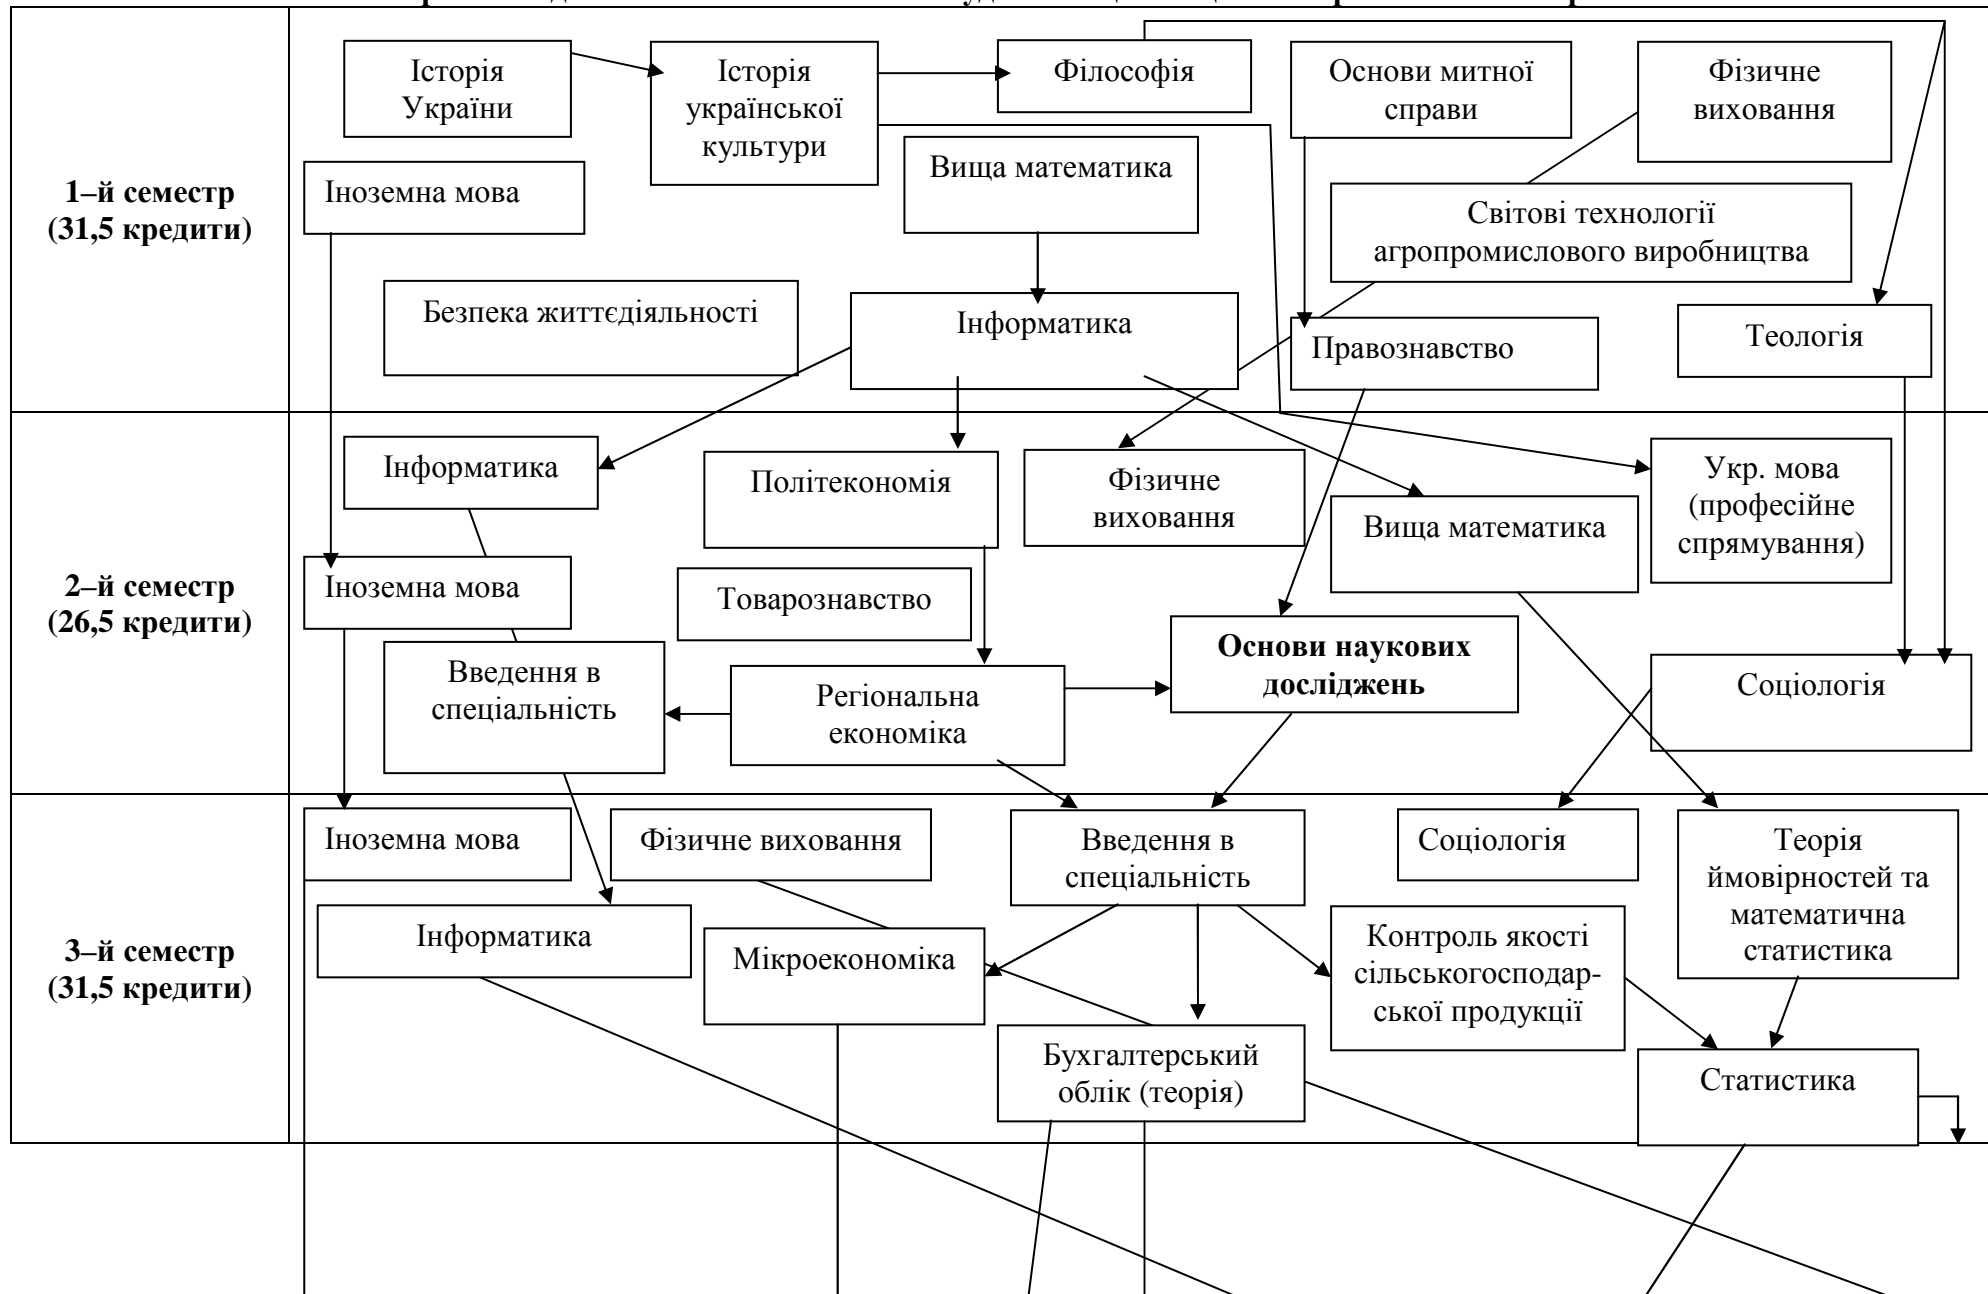 1–й семестр
(31,5 кредити)
Історія
України
Історія
української
культури
Філософія
Основи митної
справи
Фізичне
виховання
Іноземна мова
Вища математика
Світові технології
агропромислового виробництва
Безпека життєдіяльності
Інформатика
Правознавство
Теологія
2–й семестр
(26,5 кредити)
Інформатика
Політекономія
Фізичне
виховання
Вища математика
Укр. мова
(професійне
спрямування)
Іноземна мова
Товарознавство
Введення в
спеціальність
Регіональна
економіка
Основи наукових
досліджень
Соціологія
3–й семестр
(31,5 кредити)
Іноземна мова
Фізичне виховання
Введення в
спеціальність
Соціологія
Теорія
ймовірностей та
математична
статистика
Інформатика
Мікроекономіка
Контроль якості
сільськогосподар-
ської продукції
Бухгалтерський
облік (теорія)
Статистика